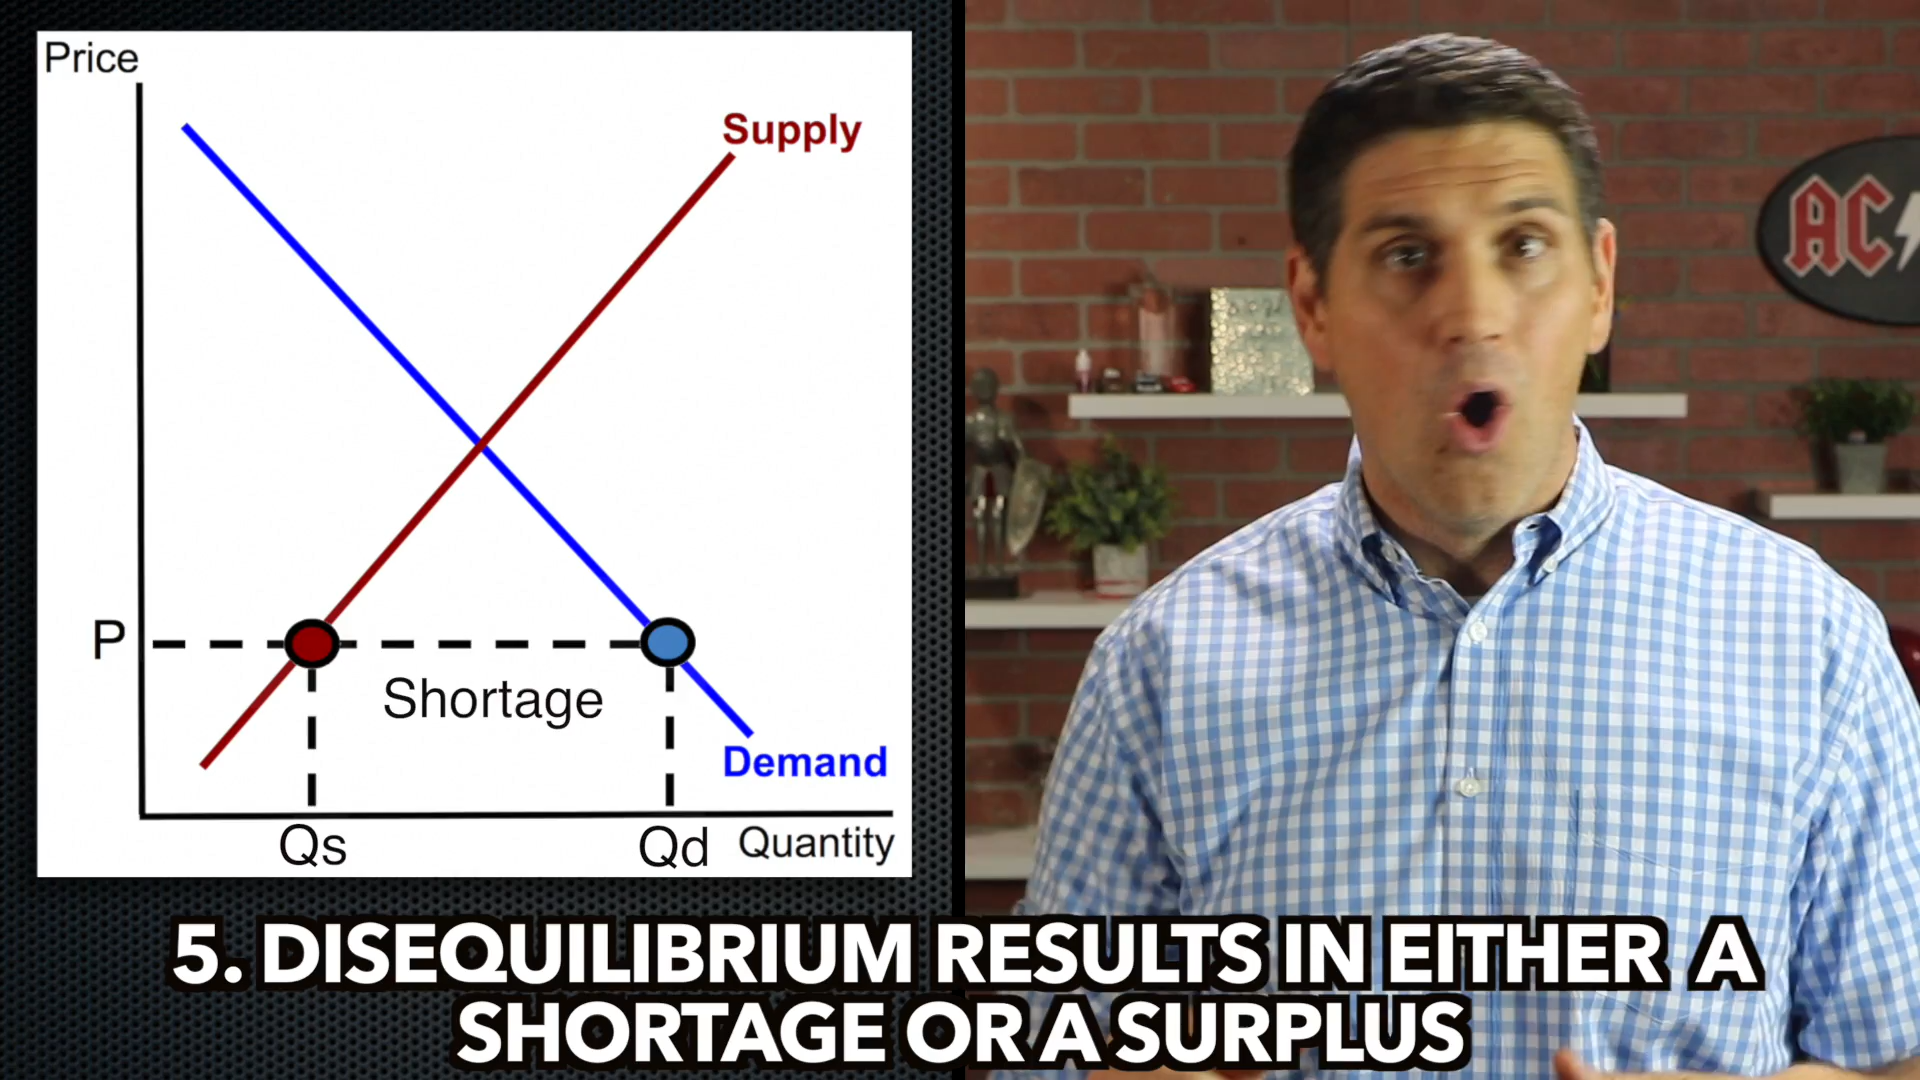 Price
Supply
P
Shortage
Demand
Qs
Qd
Quantity
AC
5. DISEQUILIBRIUM RESULTS IN EITHER A
SHORTAGE OR A SURPLUS